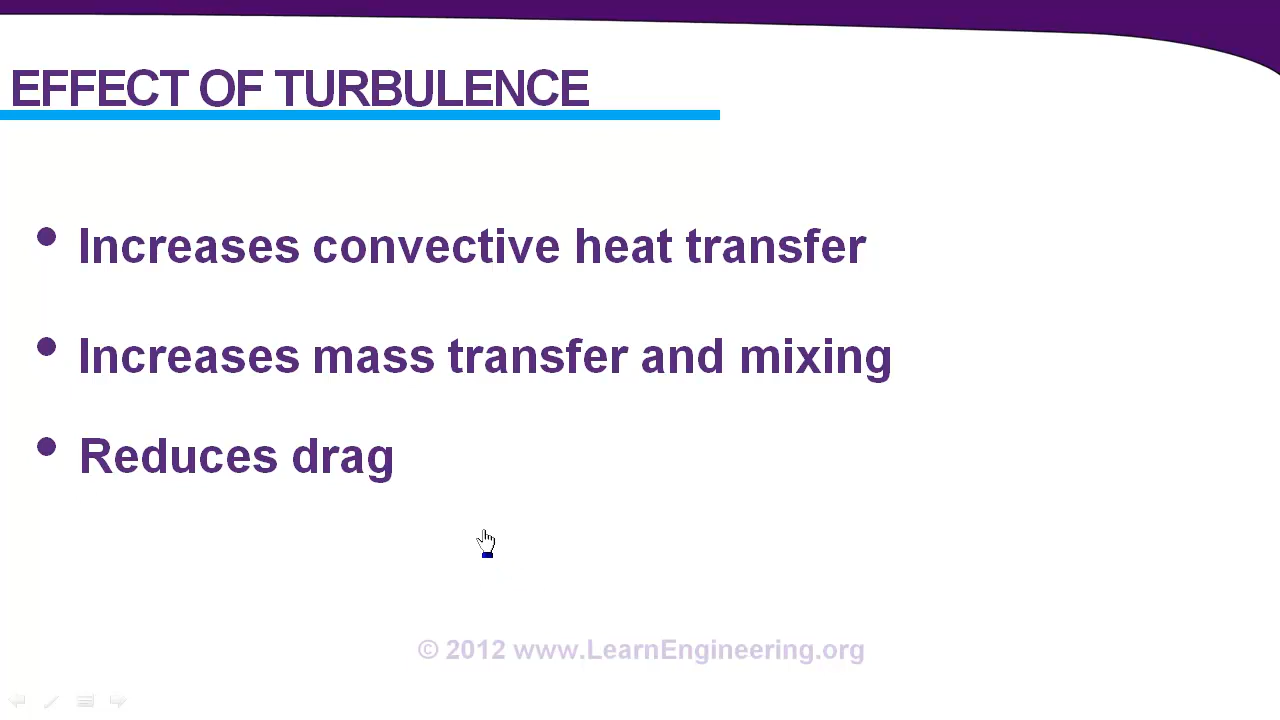 EFFECT OF TURBULENCE
• Increases convective heat transfer
• Increases mass transfer and mixing
• Reduces drag
© 2012 www.LearnEngineering.org